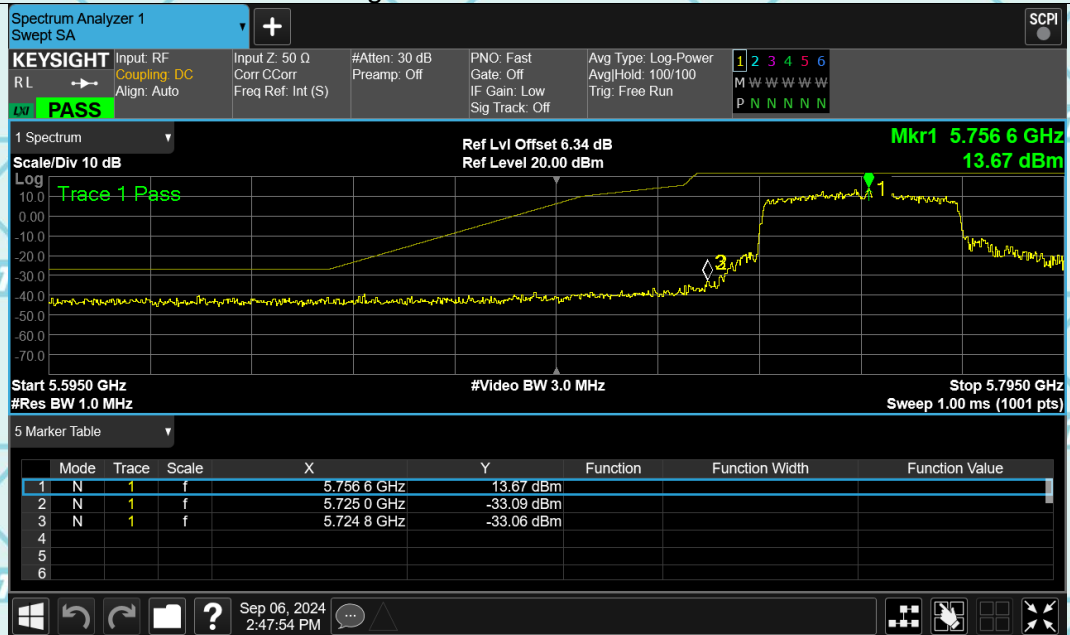 Spectrum Analyzer 1
Swept SA
+
SCPI
KEYSIGHT
R L
LXI PASS
Input: RF
Coupling: DC
Align: Auto
Input Z: 50 Ω
Corr CCorr
Freq Ref: Int (S)
#Atten: 30 dB
Preamp: Off
PNO: Fast
Gate: Off
IF Gain: Low
Sig Track: Off
Avg Type: Log-Power
Avg|Hold: 100/100
Trig: Free Run
1 2 3 4 5 6
M W W W W W
P N N N N N
1 Spectrum
Scale/Div 10 dB
Ref Lvl Offset 6.34 dB
Ref Level 20.00 dBm
Mkr1 5.756 6 GHz
13.67 dBm
Log
Trace 1 Pass
1
10.0
0.00
-10.0
-20.0
-30.0
-40.0
-50.0
-60.0
-70.0
Start 5.5950 GHz
#Video BW 3.0 MHz
Stop 5.7950 GHz
#Res BW 1.0 MHz
Sweep 1.00 ms (1001 pts)
5 Marker Table
Mode Trace Scale X Y Function Function Width Function Value
1 N 1 f 5.756 6 GHz 13.67 dBm
2 N 1 f 5.725 0 GHz -33.09 dBm
3 N 1 f 5.724 8 GHz -33.06 dBm
4
5
6
?
Sep 06, 2024
2:47:54 PM